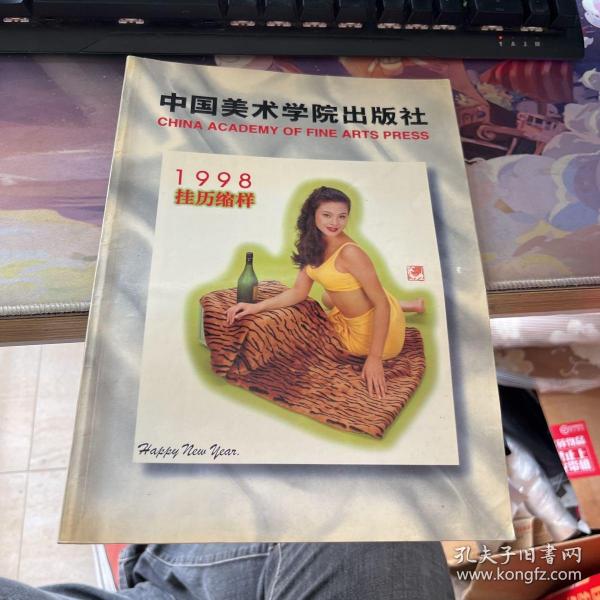 中国美术学院出版社
CHINA ACADEMY OF FINE ARTS PRESS
1998
挂历缩样
Happy New Year.
孔夫子旧书网
www.kongfz.com